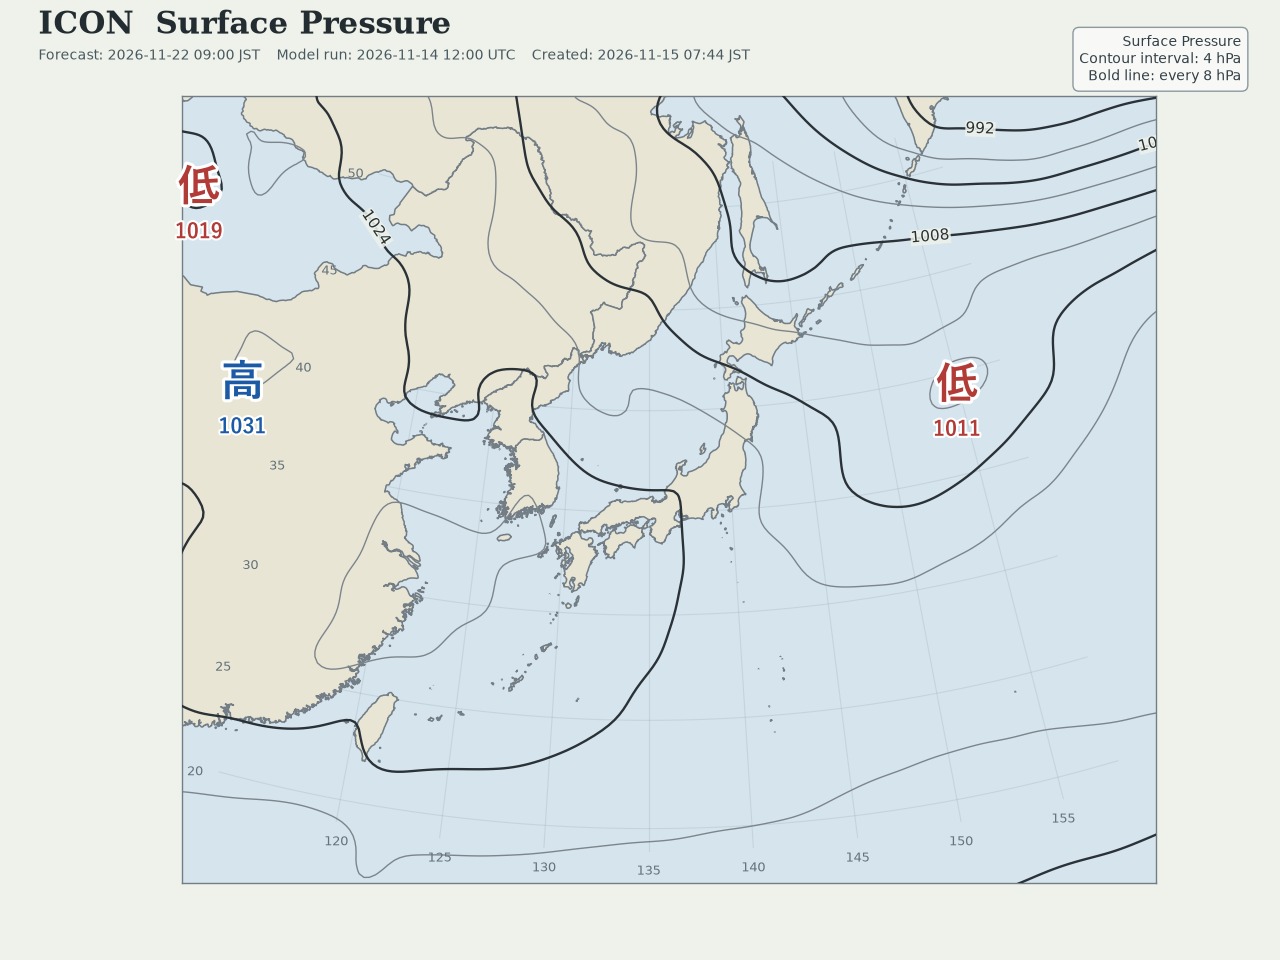 ICON  Surface Pressure
Forecast: 2026-11-22 09:00 JST    Model run: 2026-11-14 12:00 UTC    Created: 2026-11-15 07:44 JST
Surface Pressure
Contour interval: 4 hPa
Bold line: every 8 hPa
992
10
50
低
1019
1024
1008
45
40
高
1031
低
1011
35
30
25
20
120
125
130
135
140
145
150
155